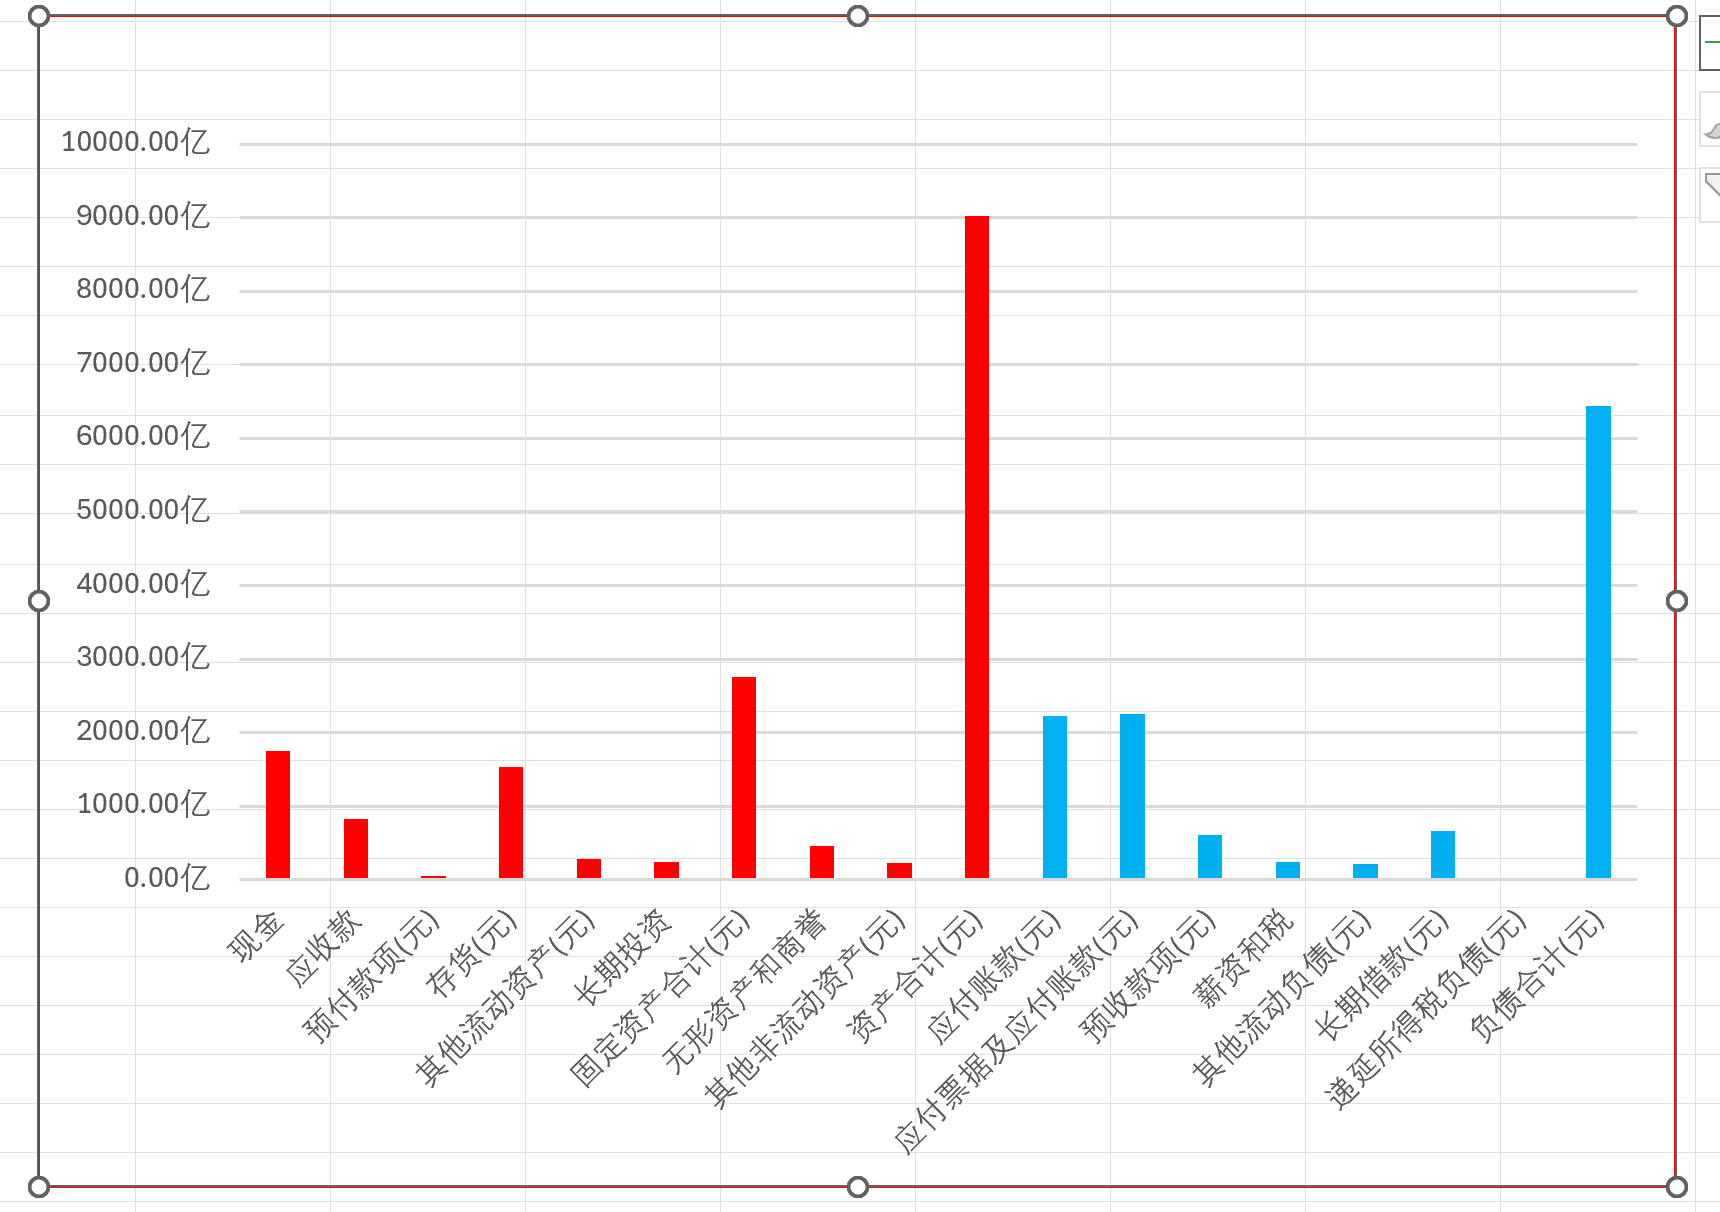 10000.00亿
9000.00亿
8000.00亿
7000.00亿
6000.00亿
5000.00亿
4000.00亿
3000.00亿
2000.00亿
1000.00亿
0.00亿
现金
应收款
预付款项(元)
存货(元)
其他流动资产(元)
长期投资
固定资产合计(元)
无形资产和商誉
其他非流动资产(元)
资产合计(元)
应付账款(元)
应付票据及应付账款(元)
预收款项(元)
薪资和税
其他流动负债(元)
长期借款(元)
递延所得税负债(元)
负债合计(元)